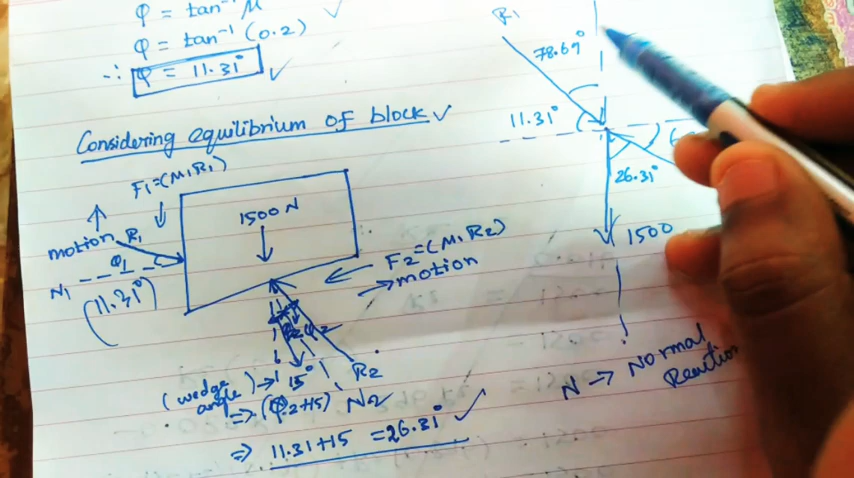 φ = tan⁻¹ μ
φ = tan⁻¹ (0.2)
∴ φ = 11.31°
Considering equilibrium of block
F1=(M1R1)
motion
R1
φ1
N1
(11.31°)
1500 N
F2=(M1R2)
motion
R2
N2
(wedge angle) → 15°
⇒ (φ2+15)
⇒ 11.31+15 = 26.31°
R1
78.69°
11.31°
26.31°
1500
N → Normal
Reaction